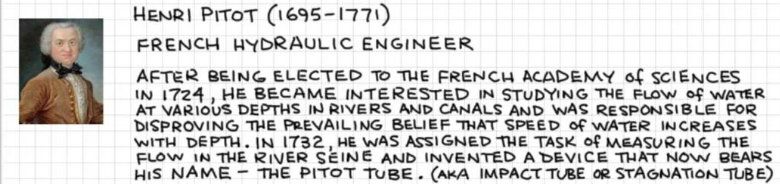 HENRI PITOT (1695-1771)
FRENCH HYDRAULIC ENGINEER
AFTER BEING ELECTED TO THE FRENCH ACADEMY of SCIENCES
IN 1724, HE BECAME INTERESTED IN STUDYING THE FLOW of WATER
AT VARIOUS DEPTHS IN RIVERS AND CANALS AND WAS RESPONSIBLE FOR
DISPROVING THE PREVAILING BELIEF THAT SPEED of WATER INCREASES
WITH DEPTH. IN 1732, HE WAS ASSIGNED THE TASK of MEASURING THE
FLOW IN THE RIVER SEINE AND INVENTED A DEVICE THAT NOW BEARS
HIS NAME - THE PITOT TUBE. (AKA IMPACT TUBE OR STAGNATION TUBE)